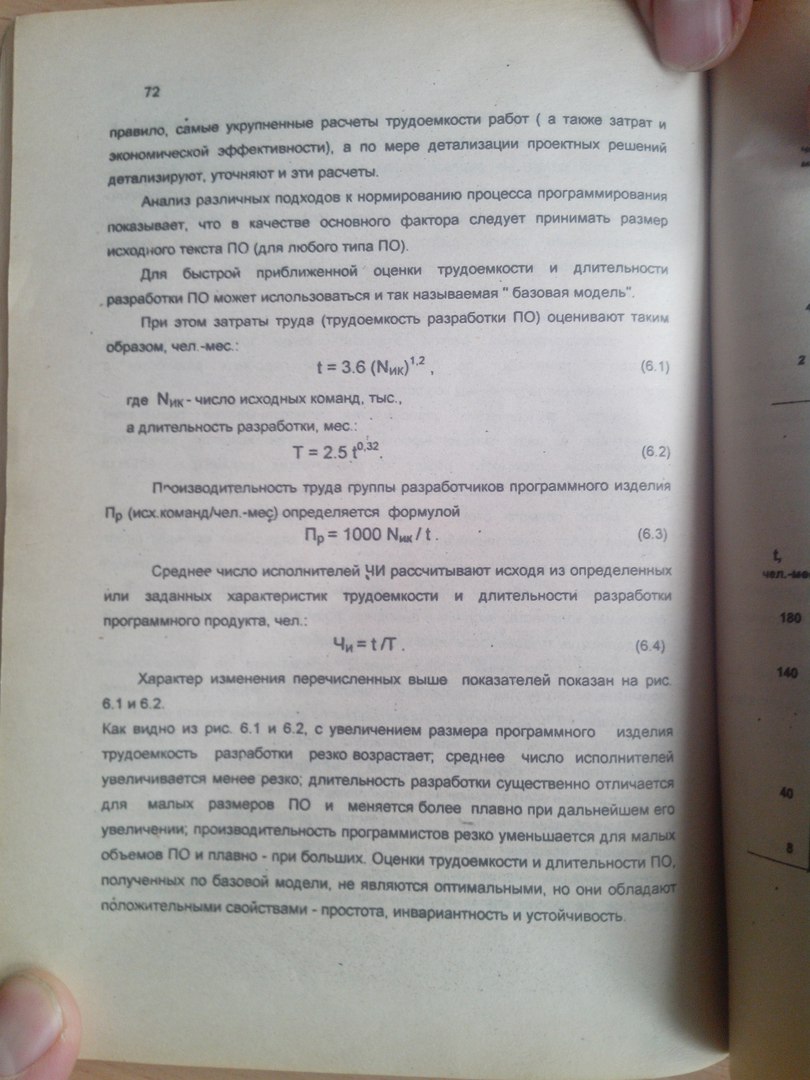 72
правило, самые укрупненные расчеты трудоемкости работ ( а также затрат и
экономической эффективности), а по мере детализации проектных решений
детализируют, уточняют и эти расчеты.
Анализ различных подходов к нормированию процесса программирования
показывает, что в качестве основного фактора следует принимать размер
исходного текста ПО (для любого типа ПО).
Для быстрой приближенной оценки трудоемкости и длительности
разработки ПО может использоваться и так называемая " базовая модель".
При этом затраты труда (трудоемкость разработки ПО) оценивают таким
образом, чел.-мес.:
t = 3.6 (Nик)^1,2 , (6.1)
где Nик - число исходных команд, тыс.,
а длительность разработки, мес.:
T = 2.5 t^0,32. (6.2)
Производительность труда группы разработчиков программного изделия
Пр (исх.команд/чел.-мес) определяется формулой
Пр = 1000 Nик / t . (6.3)
Среднее число исполнителей ЧИ рассчитывают исходя из определенных
или заданных характеристик трудоемкости и длительности разработки
программного продукта, чел.:
Чи = t /T . (6.4)
Характер изменения перечисленных выше показателей показан на рис.
6.1 и 6.2.
Как видно из рис. 6.1 и 6.2, с увеличением размера программного изделия
трудоемкость разработки резко возрастает; среднее число исполнителей
увеличивается менее резко; длительность разработки существенно отличается
для малых размеров ПО и меняется более плавно при дальнейшем его
увеличении; производительность программистов резко уменьшается для малых
объемов ПО и плавно - при больших. Оценки трудоемкости и длительности ПО,
полученных по базовой модели, не являются оптимальными, но они обладают
положительными свойствами - простота, инвариантность и устойчивость.
2
t,
чел.-ме
180
140
40
8